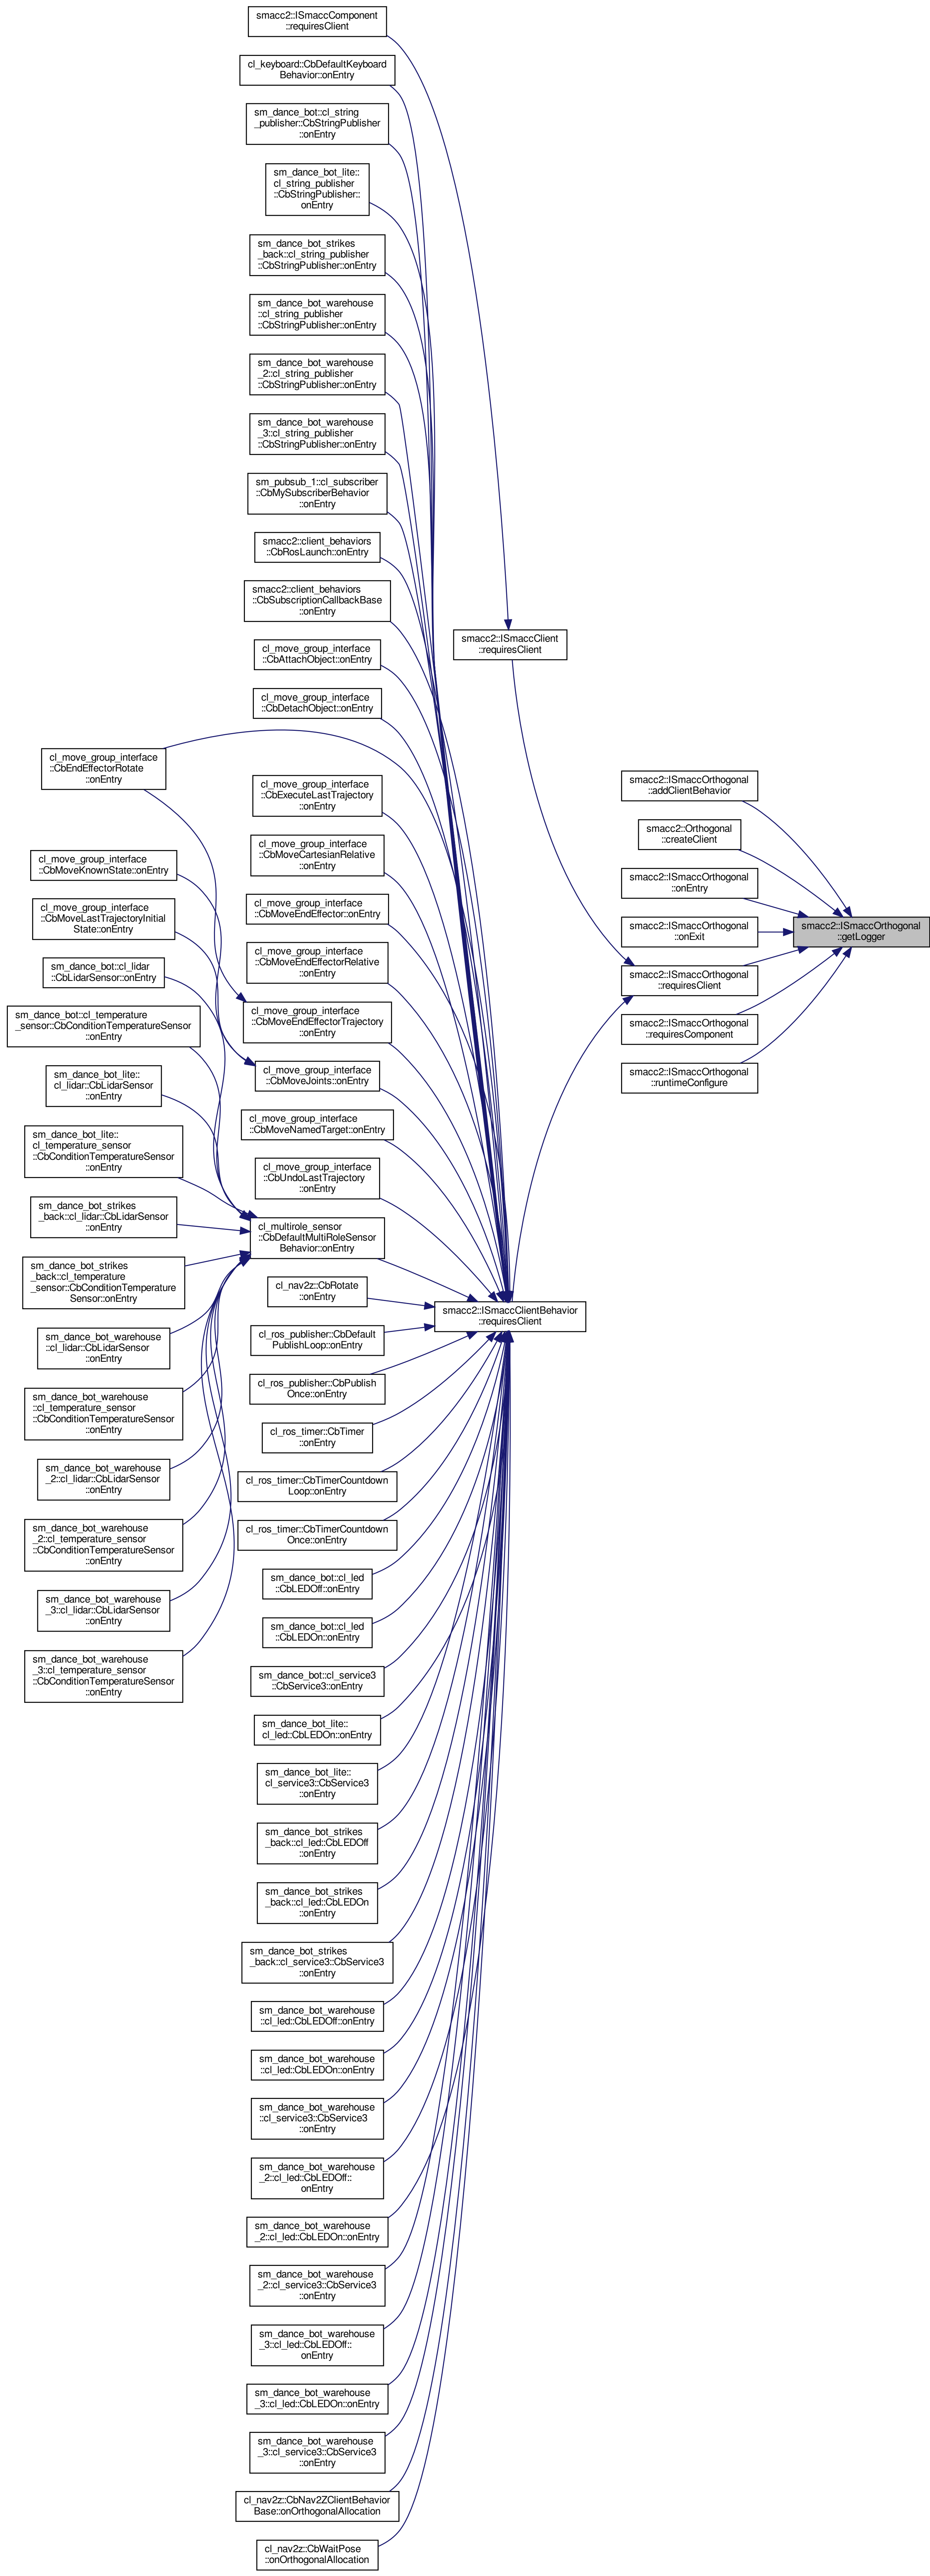 smacc2::ISmaccComponent
::requiresClient
cl_keyboard::CbDefaultKeyboard
Behavior::onEntry
sm_dance_bot::cl_string
_publisher::CbStringPublisher
::onEntry
sm_dance_bot_lite::
cl_string_publisher
::CbStringPublisher::
onEntry
sm_dance_bot_strikes
_back::cl_string_publisher
::CbStringPublisher::onEntry
sm_dance_bot_warehouse
::cl_string_publisher
::CbStringPublisher::onEntry
sm_dance_bot_warehouse
_2::cl_string_publisher
::CbStringPublisher::onEntry
sm_dance_bot_warehouse
_3::cl_string_publisher
::CbStringPublisher::onEntry
sm_pubsub_1::cl_subscriber
::CbMySubscriberBehavior
::onEntry
smacc2::client_behaviors
::CbRosLaunch::onEntry
smacc2::client_behaviors
::CbSubscriptionCallbackBase
::onEntry
cl_move_group_interface
::CbAttachObject::onEntry
cl_move_group_interface
::CbDetachObject::onEntry
cl_move_group_interface
::CbExecuteLastTrajectory
::onEntry
cl_move_group_interface
::CbMoveCartesianRelative
::onEntry
cl_move_group_interface
::CbMoveEndEffector::onEntry
cl_move_group_interface
::CbMoveEndEffectorRelative
::onEntry
cl_move_group_interface
::CbMoveEndEffectorTrajectory
::onEntry
cl_move_group_interface
::CbMoveJoints::onEntry
cl_move_group_interface
::CbMoveNamedTarget::onEntry
cl_move_group_interface
::CbUndoLastTrajectory
::onEntry
cl_multirole_sensor
::CbDefaultMultiRoleSensor
Behavior::onEntry
cl_nav2z::CbRotate
::onEntry
cl_ros_publisher::CbDefault
PublishLoop::onEntry
cl_ros_publisher::CbPublish
Once::onEntry
cl_ros_timer::CbTimer
::onEntry
cl_ros_timer::CbTimerCountdown
Loop::onEntry
cl_ros_timer::CbTimerCountdown
Once::onEntry
sm_dance_bot::cl_led
::CbLEDOff::onEntry
sm_dance_bot::cl_led
::CbLEDOn::onEntry
sm_dance_bot::cl_service3
::CbService3::onEntry
sm_dance_bot_lite::
cl_led::CbLEDOn::onEntry
sm_dance_bot_lite::
cl_service3::CbService3
::onEntry
sm_dance_bot_strikes
_back::cl_led::CbLEDOff
::onEntry
sm_dance_bot_strikes
_back::cl_led::CbLEDOn
::onEntry
sm_dance_bot_strikes
_back::cl_service3::CbService3
::onEntry
sm_dance_bot_warehouse
::cl_led::CbLEDOff::onEntry
sm_dance_bot_warehouse
::cl_led::CbLEDOn::onEntry
sm_dance_bot_warehouse
::cl_service3::CbService3
::onEntry
sm_dance_bot_warehouse
_2::cl_led::CbLEDOff::
onEntry
sm_dance_bot_warehouse
_2::cl_led::CbLEDOn::onEntry
sm_dance_bot_warehouse
_2::cl_service3::CbService3
::onEntry
sm_dance_bot_warehouse
_3::cl_led::CbLEDOff::
onEntry
sm_dance_bot_warehouse
_3::cl_led::CbLEDOn::onEntry
sm_dance_bot_warehouse
_3::cl_service3::CbService3
::onEntry
cl_nav2z::CbNav2ZClientBehavior
Base::onOrthogonalAllocation
cl_nav2z::CbWaitPose
::onOrthogonalAllocation
cl_move_group_interface
::CbEndEffectorRotate
::onEntry
cl_move_group_interface
::CbMoveKnownState::onEntry
cl_move_group_interface
::CbMoveLastTrajectoryInitial
State::onEntry
sm_dance_bot::cl_lidar
::CbLidarSensor::onEntry
sm_dance_bot::cl_temperature
_sensor::CbConditionTemperatureSensor
::onEntry
sm_dance_bot_lite::
cl_lidar::CbLidarSensor
::onEntry
sm_dance_bot_lite::
cl_temperature_sensor
::CbConditionTemperatureSensor
::onEntry
sm_dance_bot_strikes
_back::cl_lidar::CbLidarSensor
::onEntry
sm_dance_bot_strikes
_back::cl_temperature
_sensor::CbConditionTemperature
Sensor::onEntry
sm_dance_bot_warehouse
::cl_lidar::CbLidarSensor
::onEntry
sm_dance_bot_warehouse
::cl_temperature_sensor
::CbConditionTemperatureSensor
::onEntry
sm_dance_bot_warehouse
_2::cl_lidar::CbLidarSensor
::onEntry
sm_dance_bot_warehouse
_2::cl_temperature_sensor
::CbConditionTemperatureSensor
::onEntry
sm_dance_bot_warehouse
_3::cl_lidar::CbLidarSensor
::onEntry
sm_dance_bot_warehouse
_3::cl_temperature_sensor
::CbConditionTemperatureSensor
::onEntry
smacc2::ISmaccClient
::requiresClient
smacc2::ISmaccClientBehavior
::requiresClient
smacc2::ISmaccOrthogonal
::addClientBehavior
smacc2::Orthogonal
::createClient
smacc2::ISmaccOrthogonal
::onEntry
smacc2::ISmaccOrthogonal
::onExit
smacc2::ISmaccOrthogonal
::requiresClient
smacc2::ISmaccOrthogonal
::requiresComponent
smacc2::ISmaccOrthogonal
::runtimeConfigure
smacc2::ISmaccOrthogonal
::getLogger